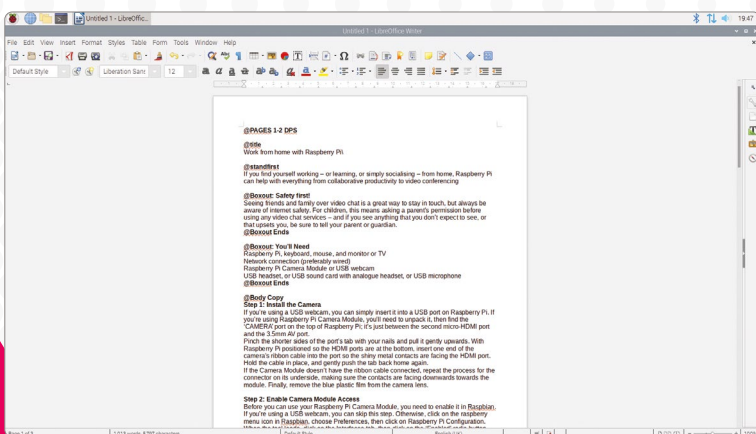 Untitled 1 - LibreOffic...
19:47
Untitled 1 - LibreOffice Writer
File Edit View Insert Format Styles Table Form Tools Window Help
Default Style Liberation Sans 12
@PAGES 1-2 DPS
@title
Work from home with Raspberry Pi\
@standfirst
If you find yourself working – or learning, or simply socialising – from home, Raspberry Pi
can help with everything from collaborative productivity to video conferencing
@Boxout: Safety first!
Seeing friends and family over video chat is a great way to stay in touch, but always be
aware of internet safety. For children, this means asking a parent's permission before
using any video chat services – and if you see anything that you don't expect to see, or
that upsets you, be sure to tell your parent or guardian.
@Boxout Ends
@Boxout: You'll Need
Raspberry Pi, keyboard, mouse, and monitor or TV
Network connection (preferably wired)
Raspberry Pi Camera Module or USB webcam
USB headset, or USB sound card with analogue headset, or USB microphone
@Boxout Ends
@Body Copy
Step 1: Install the Camera
If you're using a USB webcam, you can simply insert it into a USB port on Raspberry Pi. If
you're using Raspberry Pi Camera Module, you'll need to unpack it, then find the
'CAMERA' port on the top of Raspberry Pi; it's just between the second micro-HDMI port
and the 3.5mm AV port.
Pinch the shorter sides of the port's tab with your nails and pull it gently upwards. With
Raspberry Pi positioned so the HDMI ports are at the bottom, insert one end of the
camera's ribbon cable into the port so the shiny metal contacts are facing the HDMI port.
Hold the cable in place, and gently push the tab back home again.
If the Camera Module doesn't have the ribbon cable connected, repeat the process for the
connector on its underside, making sure the contacts are facing downwards towards the
module. Finally, remove the blue plastic film from the camera lens.
Step 2: Enable Camera Module Access
Before you can use your Raspberry Pi Camera Module, you need to enable it in Raspbian.
If you're using a USB webcam, you can skip this step. Otherwise, click on the raspberry
menu icon in Raspbian, choose Preferences, then click on Raspberry Pi Configuration.